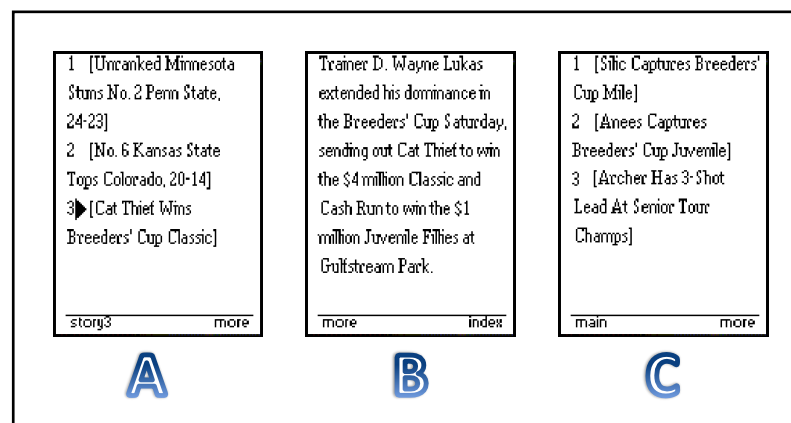 1 [Unranked Minnesota
Stuns No. 2 Penn State,
24-23]
2 [No. 6 Kansas State
Tops Colorado, 20-14]
3 [Cat Thief Wins
Breeders' Cup Classic]
story3 more
A
Trainer D. Wayne Lukas
extended his dominance in
the Breeders' Cup Saturday,
sending out Cat Thief to win
the $4 million Classic and
Cash Run to win the $1
million Juvenile Fillies at
Gulfstream Park.
more index
B
1 [Silic Captures Breeders'
Cup Mile]
2 [Anees Captures
Breeders' Cup Juvenile]
3 [Archer Has 3-Shot
Lead At Senior Tour
Champs]
main more
C